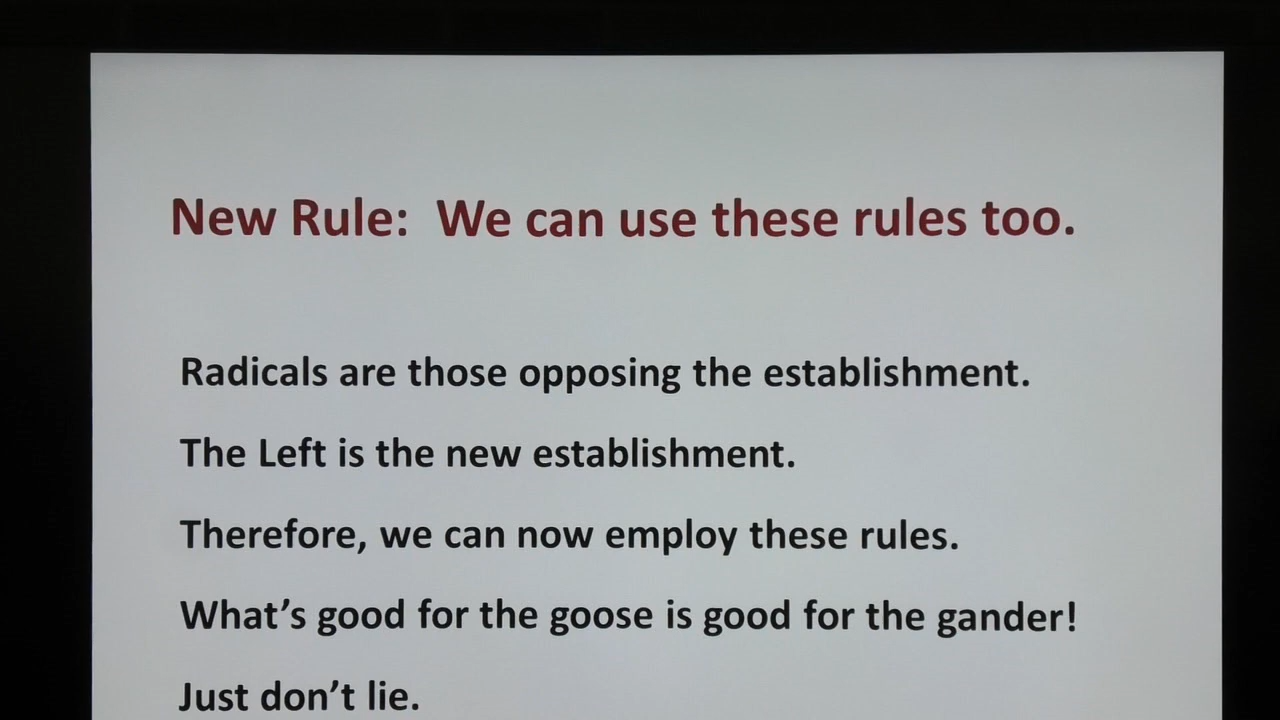 New Rule:  We can use these rules too.
Radicals are those opposing the establishment.
The Left is the new establishment.
Therefore, we can now employ these rules.
What’s good for the goose is good for the gander!
Just don’t lie.